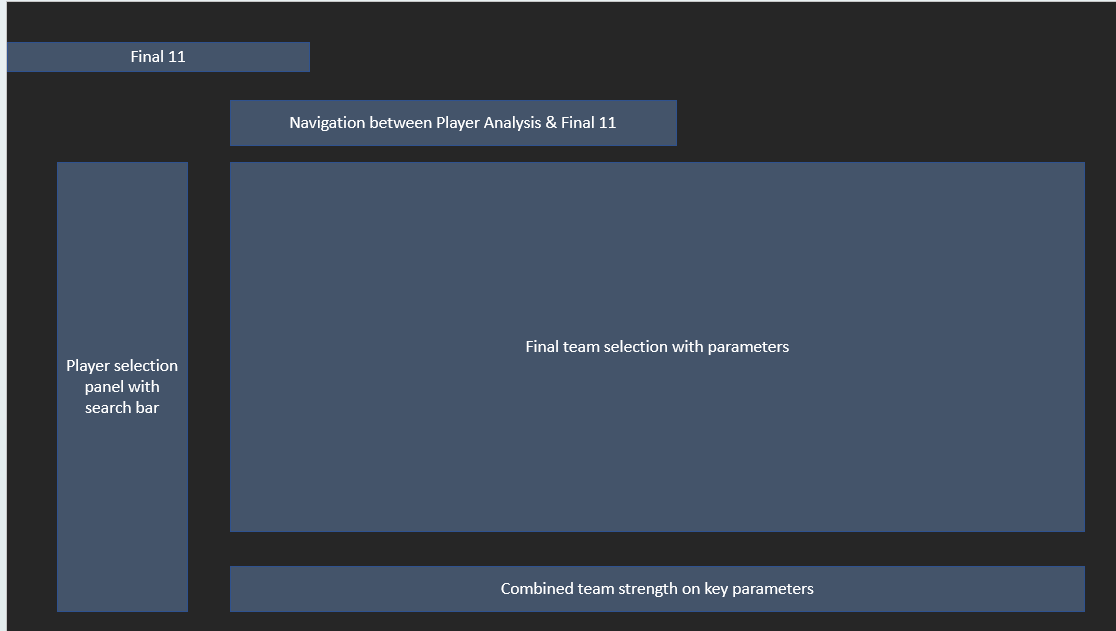 Final 11
Navigation between Player Analysis & Final 11
Player selection
panel with
search bar
Final team selection with parameters
Combined team strength on key parameters